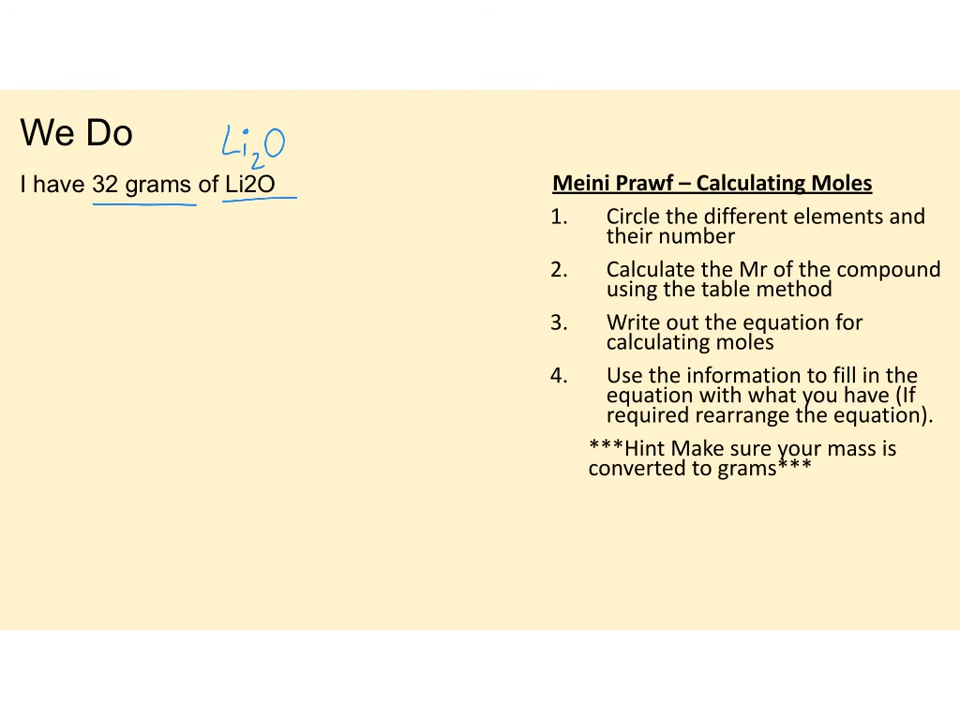 We Do
Li₂O
I have 32 grams of Li2O
Meini Prawf – Calculating Moles
1. Circle the different elements and
their number
2. Calculate the Mr of the compound
using the table method
3. Write out the equation for
calculating moles
4. Use the information to fill in the
equation with what you have (If
required rearrange the equation).
***Hint Make sure your mass is
converted to grams***